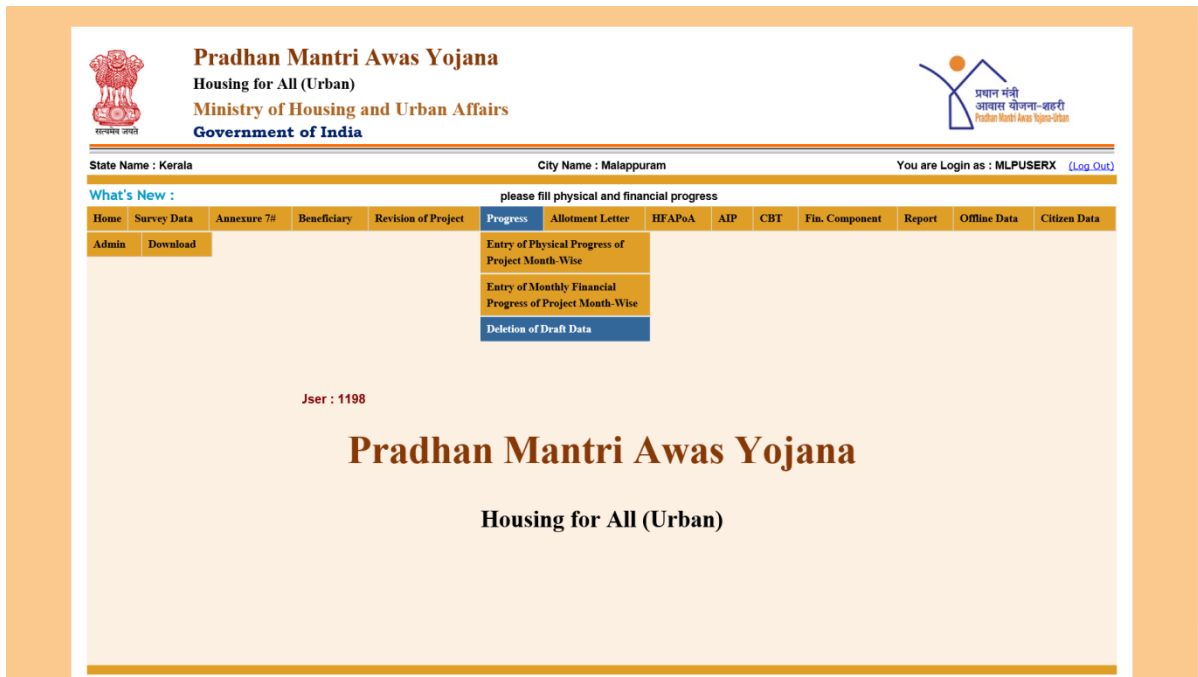 Pradhan Mantri Awas Yojana
Housing for All (Urban)
Ministry of Housing and Urban Affairs
Government of India
सत्यमेव जयते
प्रधान मंत्री
आवास योजना-शहरी
Pradhan Mantri Awas Yojana-Urban
State Name : Kerala City Name : Malappuram You are Login as : MLPUSERX (Log Out)
What's New : please fill physical and financial progress
Home Survey Data Annexure 7# Beneficiary Revision of Project Progress Allotment Letter HFAPoA AIP CBT Fin. Component Report Offline Data Citizen Data
Admin Download
Entry of Physical Progress of
Project Month-Wise
Entry of Monthly Financial
Progress of Project Month-Wise
Deletion of Draft Data
Jser : 1198
Pradhan Mantri Awas Yojana
Housing for All (Urban)